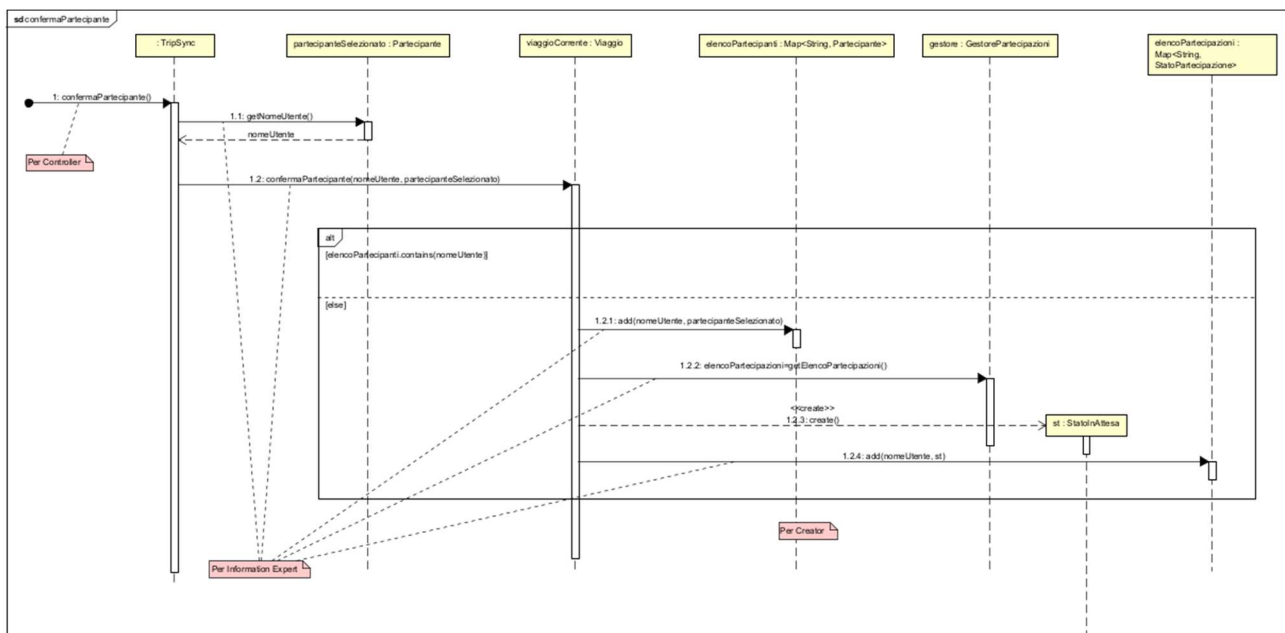 sd confermaPartecipante
: TripSync
partecipanteSelezionato : Partecipante
viaggioCorrente : Viaggio
elencoPartecipanti : Map<String, Partecipante>
gestore : GestorePartecipazioni
elencoPartecipazioni :
Map<String,
StatoPartecipazione>
1: confermaPartecipante()
1.1: getNomeUtente()
nomeUtente
Per Controller
1.2: confermaPartecipante(nomeUtente, partecipanteSelezionato)
alt
[elencoPartecipanti.contains(nomeUtente)]
[else]
1.2.1: add(nomeUtente, partecipanteSelezionato)
1.2.2: elencoPartecipazioni=getElencoPartecipazioni()
<<create>>
1.2.3: create()
st : StatoInAttesa
1.2.4: add(nomeUtente, st)
Per Creator
Per Information Expert